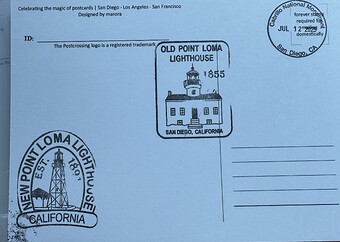 Celebrating the magic of postcards | San Diego - Los Angeles - San Francisco
Designed by marora
ID:
The Postcrossing logo is a registered trademark
OLD POINT LOMA
LIGHTHOUSE
1855
SAN DIEGO, CALIFORNIA
Cabrillo National Monument
forever stamp
required for
JUL 12 2025
domestically
San Diego, CA
NEW POINT LOMA LIGHTHOUSE
EST. 1891
CALIFORNIA